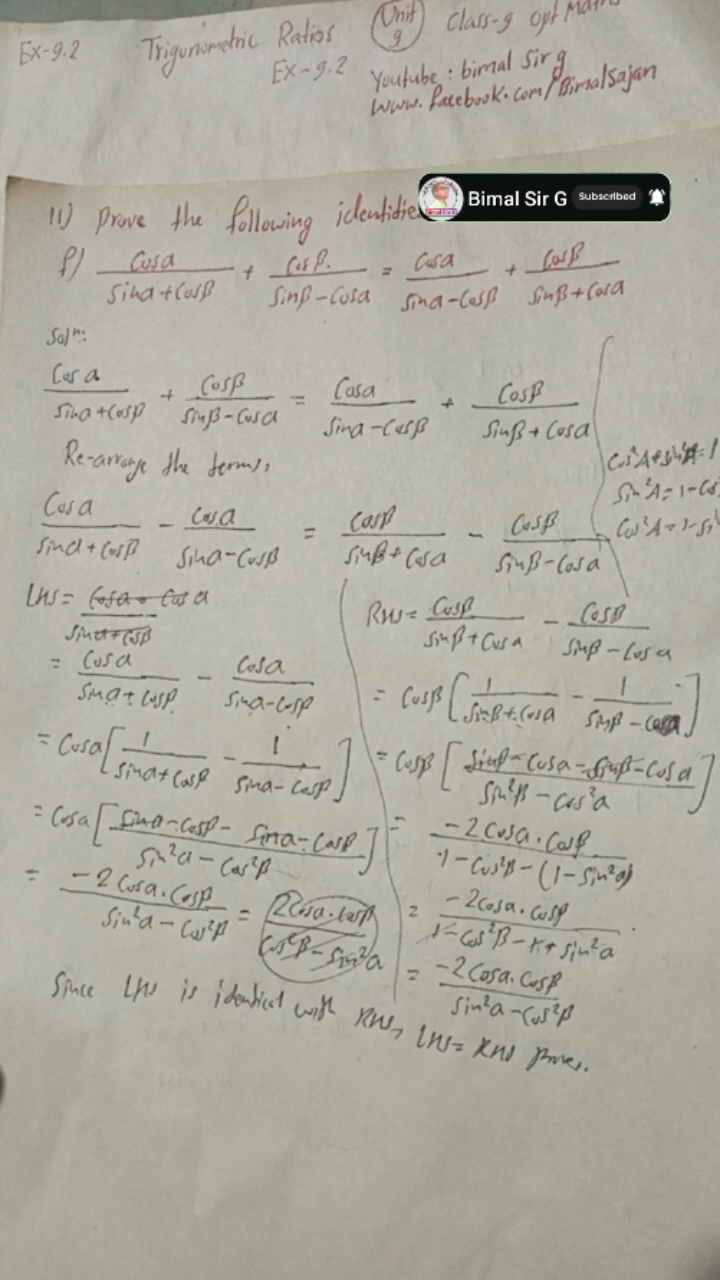 Ex-9.2 Trigonometric Ratios Unit 9 Class-9 Opt Maths
Ex-9.2 Youtube : bimal Sir g
www.facebook.com/Bimalsajan
Bimal Sir G Subscribed
11) Prove the following identities
f) Cosα/(Sinα+Cosβ) + Cosβ/(Sinβ-Cosα) = Cosα/(Sinα-Cosβ) + Cosβ/(Sinβ+Cosα)
Solⁿ:
Cosα/(Sinα+Cosβ) + Cosβ/(Sinβ-Cosα) = Cosα/(Sina-Cosβ) + Cosβ/(Sinβ+Cosα)
Re-arrange the terms,
Cosα/(Sinα+Cosβ) - Cosα/(Sinα-Cosβ) = Cosβ/(Sinβ+Cosα) - Cosβ/(Sinβ-Cosα)
Cos²A+Sin²A=1
Sin²A=1-Cos
Cos²A=1-Si
LHS =
= Cosα/(Sinα+Cosβ) - Cosα/(Sinα-Cosβ)
= Cosα[1/(Sinα+Cosβ) - 1/(Sinα-Cosβ)]
= Cosα[(Sinα-Cosβ-Sinα-Cosβ)/(Sin²α-Cos²β)]
= -2Cosα.Cosβ/(Sin²α-Cos²β) = 2Cosα.Cosβ/(Cos²β-Sin²α)
RHS = Cosβ/(Sinβ+Cosα) - Cosβ/(Sinβ-Cosα)
= Cosβ[1/(Sinβ+Cosα) - 1/(Sinβ-Cosα)]
= Cosβ[(Sinβ-Cosα-Sinβ-Cosα)/(Sin²β-Cos²α)]
= -2Cosα.Cosβ/(1-Cos²β-(1-Sin²α))
= -2Cosα.Cosβ/(1-Cos²β-1+Sin²α)
= -2Cosα.Cosβ/(Sin²α-Cos²β)
Since LHS is identical with RHS, LHS=RHS proves.